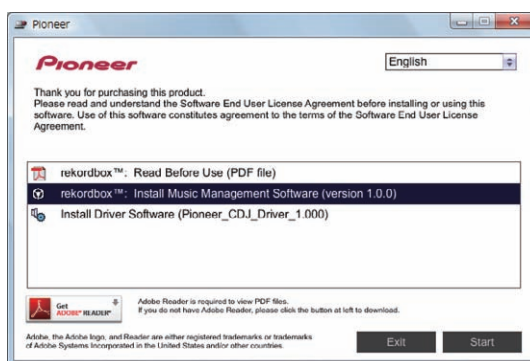 Pioneer
Pioneer
English
Thank you for purchasing this product.
Please read and understand the Software End User License Agreement before installing or using this
software. Use of this software constitutes agreement to the terms of the Software End User License
Agreement.
rekordbox™: Read Before Use (PDF file)
rekordbox™: Install Music Management Software (version 1.0.0)
Install Driver Software (Pioneer_CDJ_Driver_1.000)
Get
ADOBE® READER®
Adobe Reader is required to view PDF files.
If you do not have Adobe Reader, please click the button at left to download.
Adobe, the Adobe logo, and Reader are either registered trademarks or trademarks
of Adobe Systems Incorporated in the United States and/or other countries.
Exit
Start